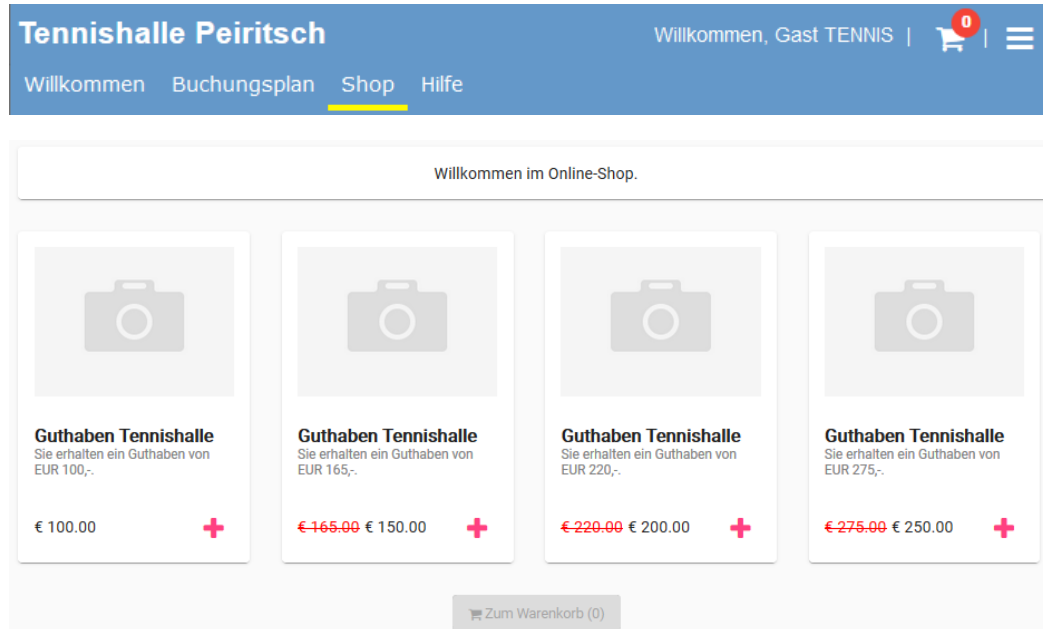 Tennishalle Peiritsch
Willkommen, Gast TENNIS | 0 |
Willkommen Buchungsplan Shop Hilfe
Willkommen im Online-Shop.
Guthaben Tennishalle
Sie erhalten ein Guthaben von
EUR 100,-.
€ 100.00
Guthaben Tennishalle
Sie erhalten ein Guthaben von
EUR 165,-.
€ 165.00 € 150.00
Guthaben Tennishalle
Sie erhalten ein Guthaben von
EUR 220,-.
€ 220.00 € 200.00
Guthaben Tennishalle
Sie erhalten ein Guthaben von
EUR 275,-.
€ 275.00 € 250.00
Zum Warenkorb (0)